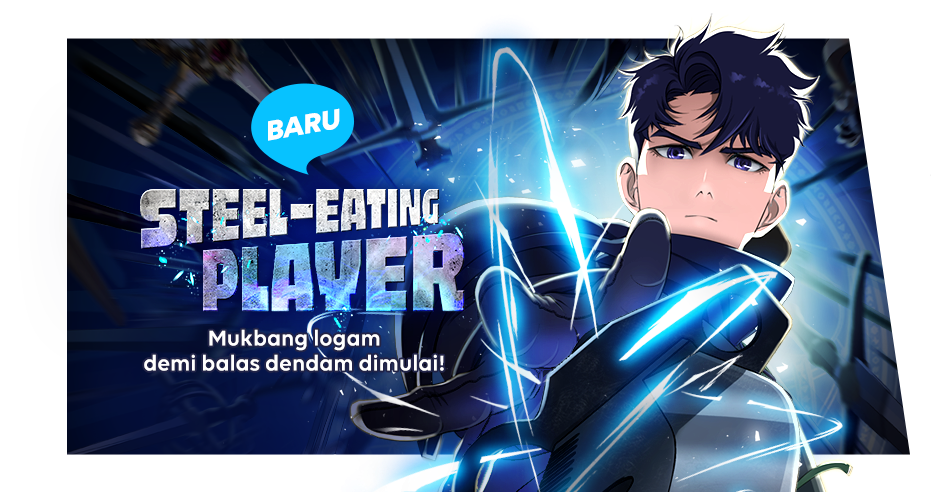 BARU
STEEL-EATING
PLAYER
Mukbang logam
demi balas dendam dimulai!